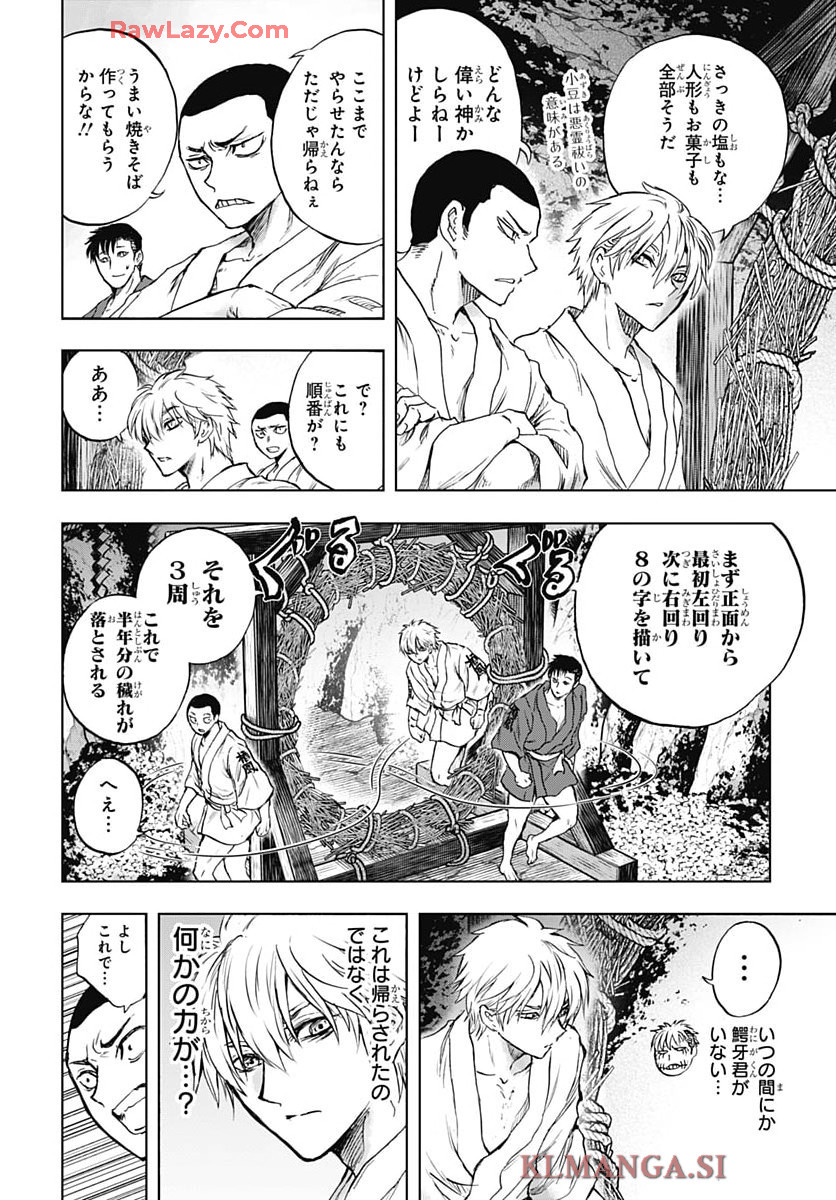 さっきの塩もな…
人形もお菓子も
全部そうだ
小豆は悪霊祓いの
意味がある
どんな
偉い神か
しらねー
けどよー
ここまで
やらせたんなら
ただじゃ帰らねぇ
うまい焼きそば
作ってもらう
からな!!
RawLazy.Com
で?
これにも
順番が?
ああ…
まず正面から
最初左回り
次に右回り
8の字を描いて
ぐるぐる
それを
3周
これで
半年分の穢れが
落とされる
へえ…
…
いつの間にか
鰐牙君が
いない…
これは帰らされたの
ではなく
何かの力が…?
よし
これで…
KLMANGA.SI